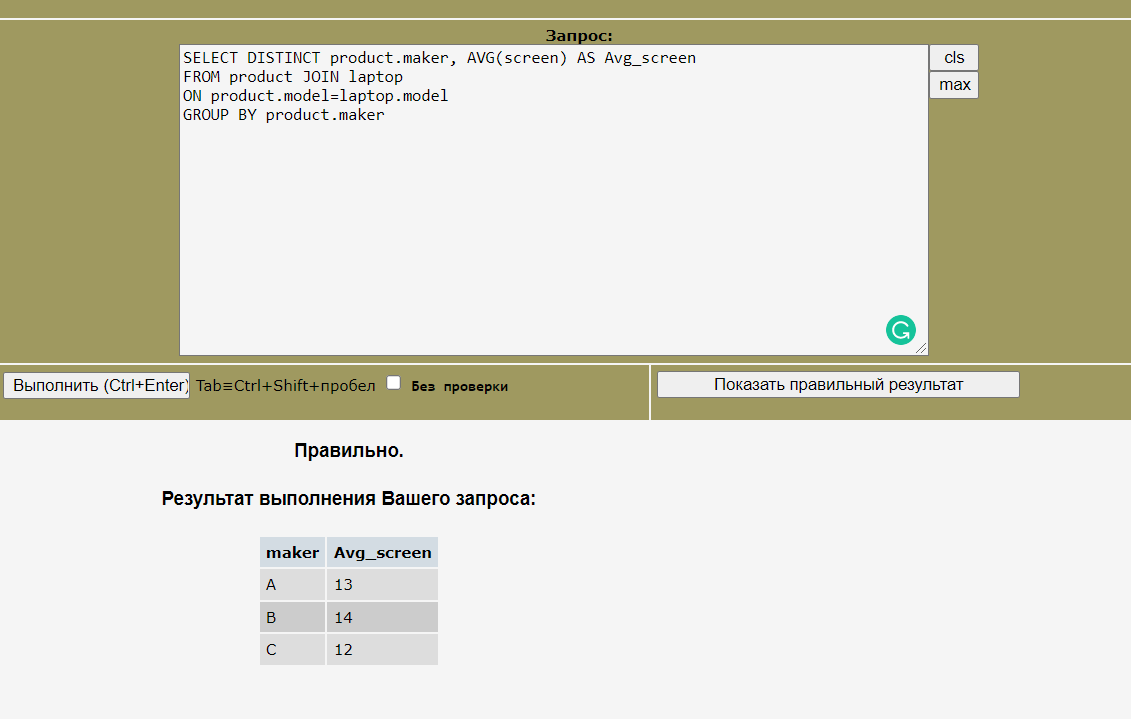 Запрос:
SELECT DISTINCT product.maker, AVG(screen) AS Avg_screen
FROM product JOIN laptop
ON product.model=laptop.model
GROUP BY product.maker
cls
max
Выполнить (Ctrl+Enter) Tab≡Ctrl+Shift+пробел Без проверки
Показать правильный результат
Правильно.
Результат выполнения Вашего запроса:
maker Avg_screen
A 13
B 14
C 12